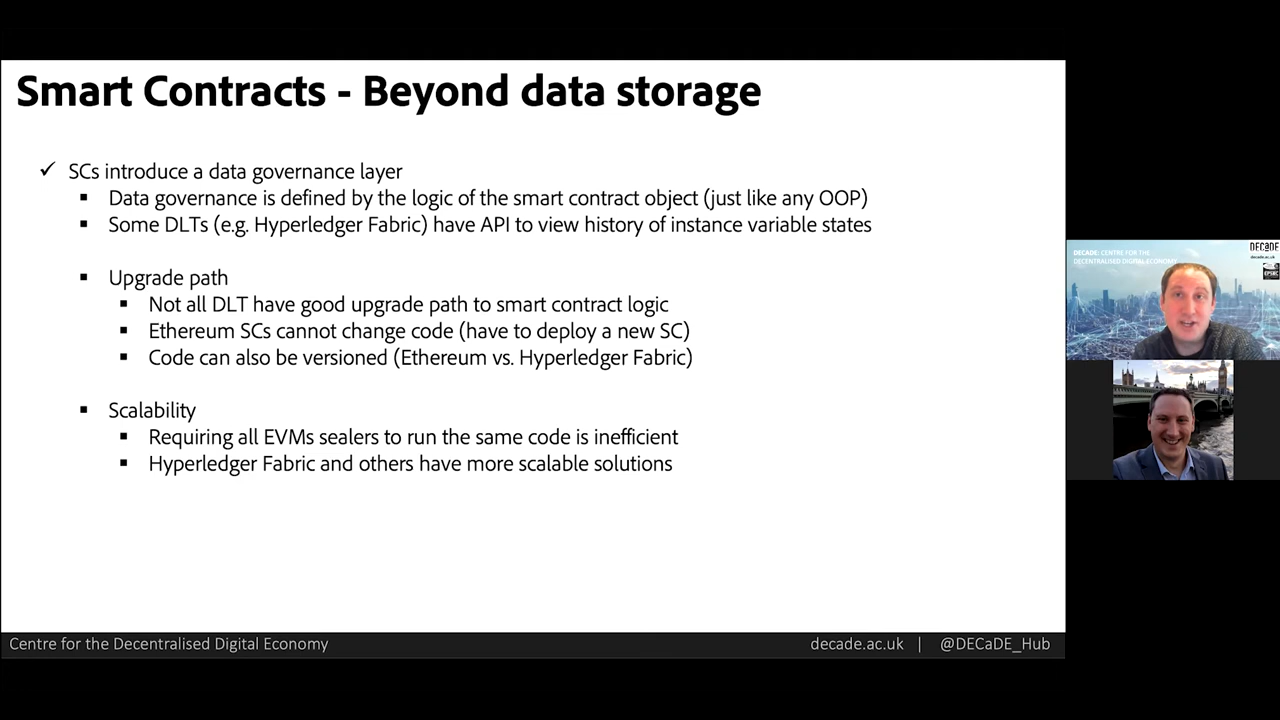 Smart Contracts - Beyond data storage
✓ SCs introduce a data governance layer
▪ Data governance is defined by the logic of the smart contract object (just like any OOP)
▪ Some DLTs (e.g. Hyperledger Fabric) have API to view history of instance variable states
▪ Upgrade path
▪ Not all DLT have good upgrade path to smart contract logic
▪ Ethereum SCs cannot change code (have to deploy a new SC)
▪ Code can also be versioned (Ethereum vs. Hyperledger Fabric)
▪ Scalability
▪ Requiring all EVMs sealers to run the same code is inefficient
▪ Hyperledger Fabric and others have more scalable solutions
Centre for the Decentralised Digital Economy
decade.ac.uk | @DECaDE_Hub
DECADE: CENTRE FOR THE
DECENTRALISED DIGITAL ECONOMY
DECaDE
decade.ac.uk
EPSRC